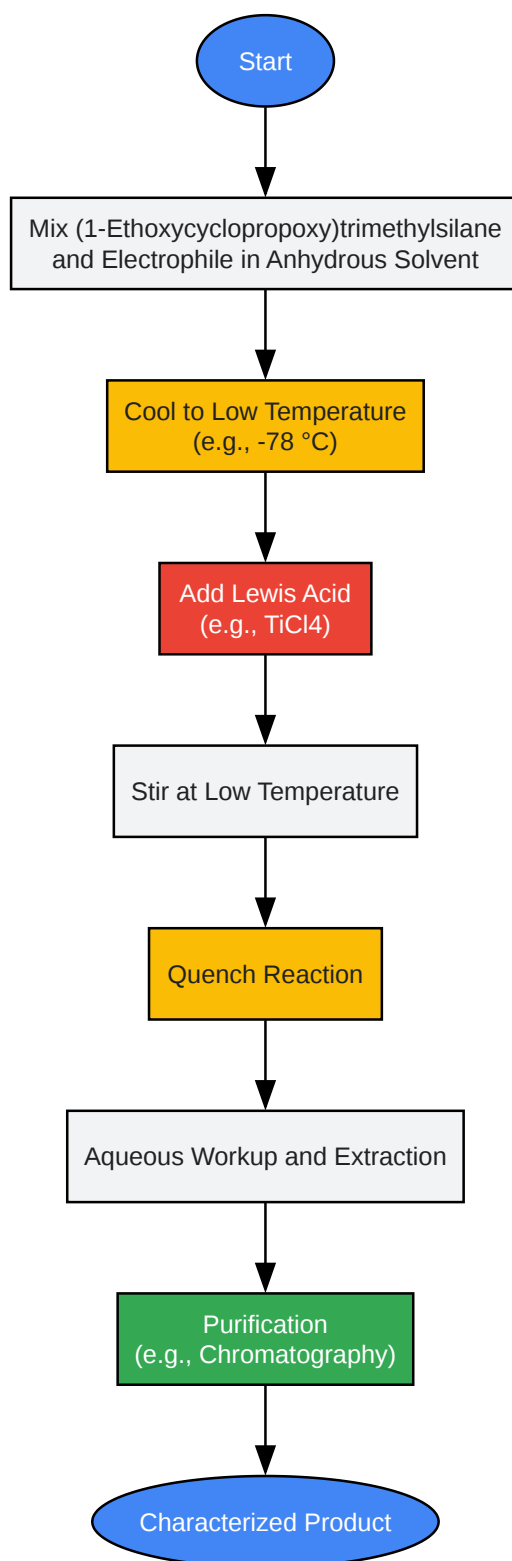 Start
Mix (1-Ethoxycyclopropoxy)trimethylsilane
and Electrophile in Anhydrous Solvent
Cool to Low Temperature
(e.g., -78 °C)
Add Lewis Acid
(e.g., TiCl4)
Stir at Low Temperature
Quench Reaction
Aqueous Workup and Extraction
Purification
(e.g., Chromatography)
Characterized Product